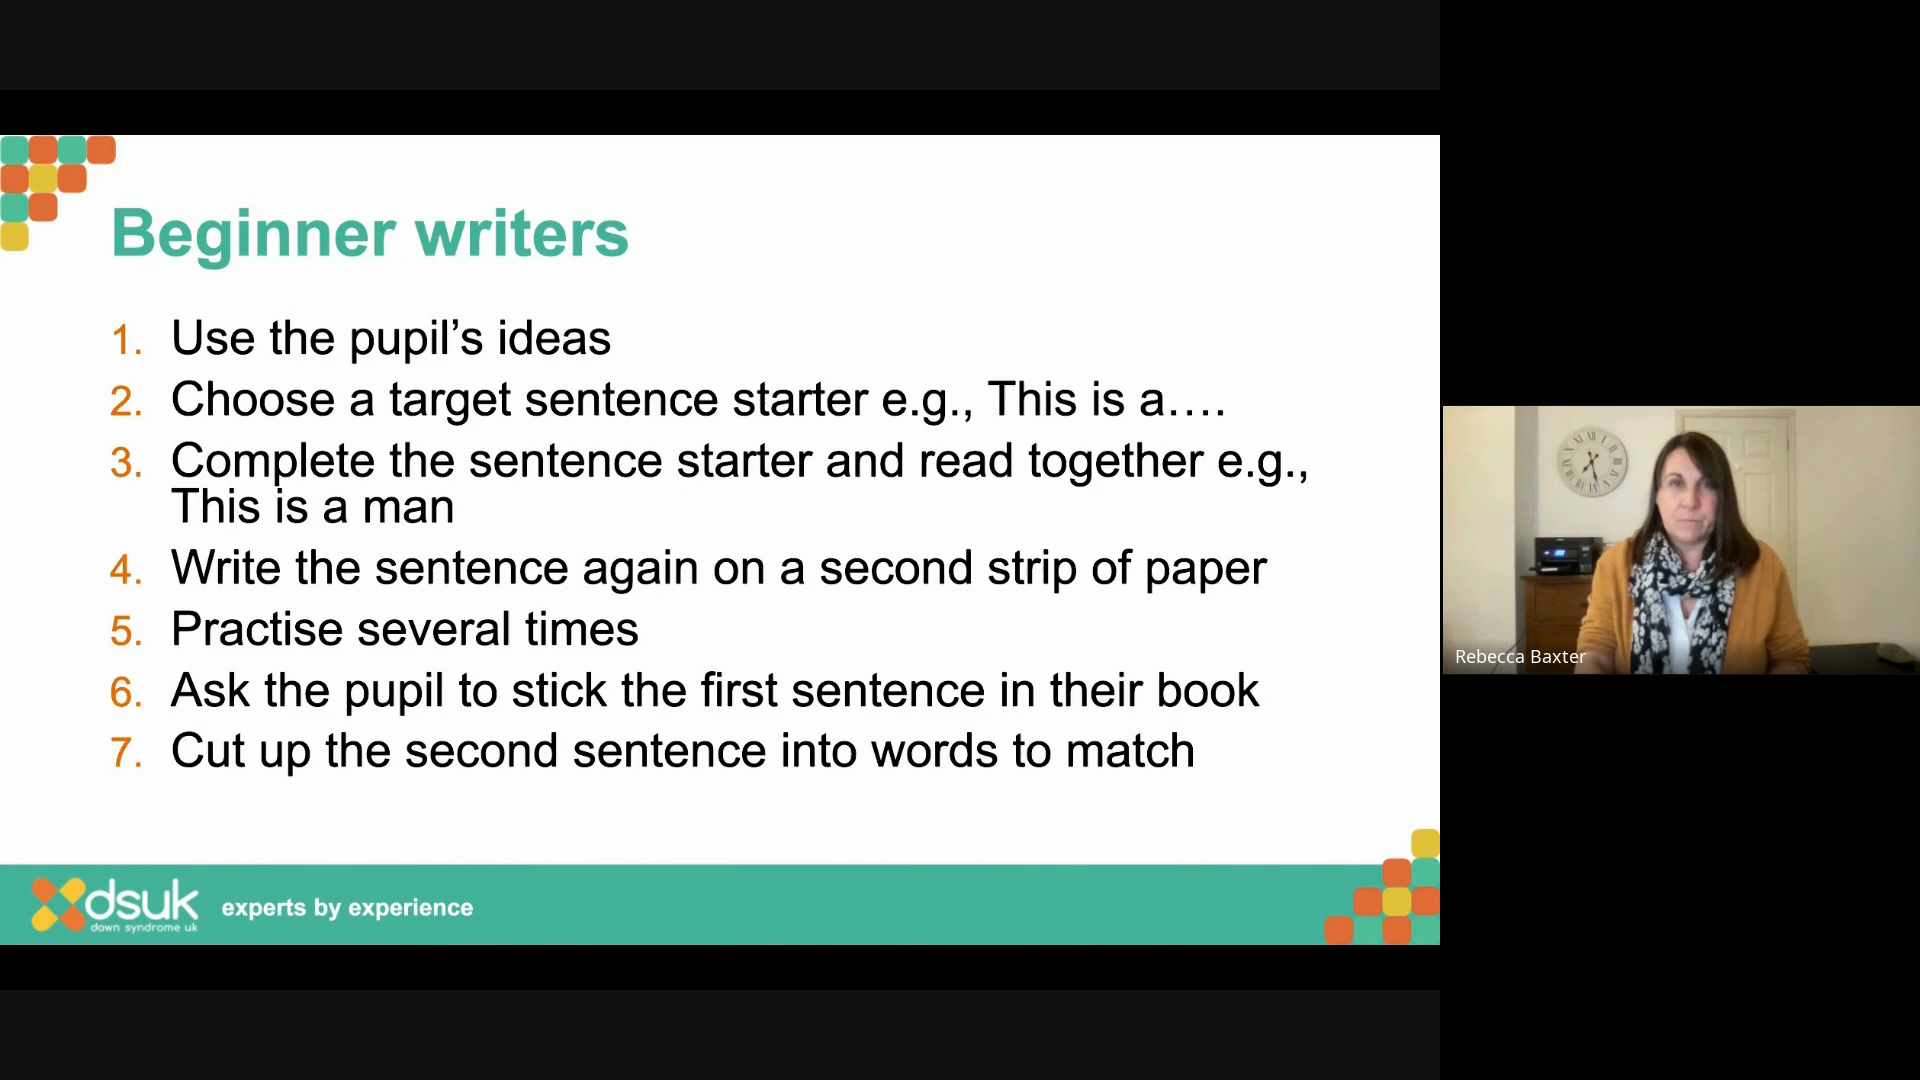 Beginner writers
1. Use the pupil’s ideas
2. Choose a target sentence starter e.g., This is a….
3. Complete the sentence starter and read together e.g.,
This is a man
4. Write the sentence again on a second strip of paper
5. Practise several times
6. Ask the pupil to stick the first sentence in their book
7. Cut up the second sentence into words to match
dsuk
down syndrome uk
experts by experience
Rebecca Baxter